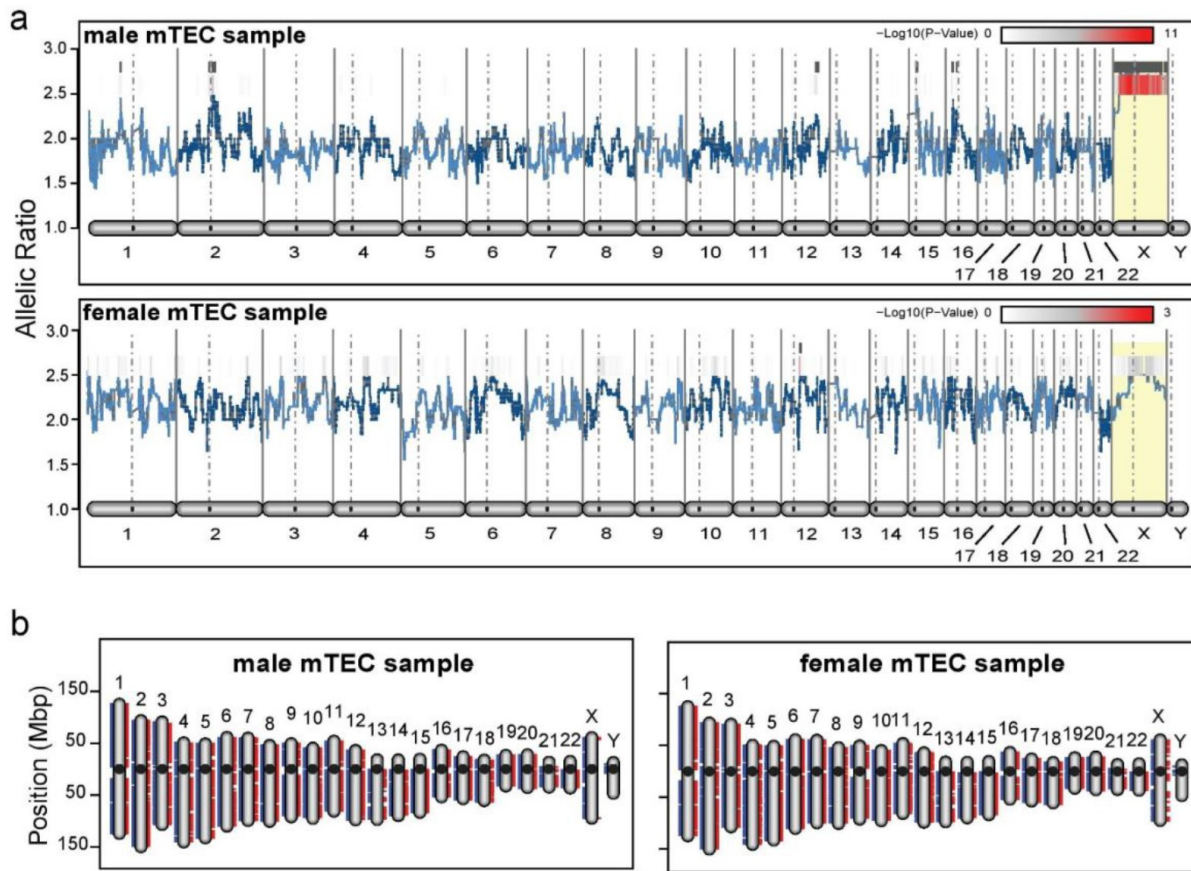 a
male mTEC sample
−Log10(P−Value) 0 11
3.0
2.5
2.0
1.5
1.0
1 2 3 4 5 6 7 8 9 10 11 12 13 14 15 16 X Y
17 18 19 20 21 22
Allelic Ratio
female mTEC sample
−Log10(P−Value) 0 3
3.0
2.5
2.0
1.5
1.0
1 2 3 4 5 6 7 8 9 10 11 12 13 14 15 16 X Y
17 18 19 20 21 22
b
male mTEC sample
Position (Mbp)
150
50
50
150
1 2 3 4 5 6 7 8 9 10 11 12 13 14 15 16 17 18 19 20 21 22 X Y
female mTEC sample
1 2 3 4 5 6 7 8 9 10 11 12 13 14 15 16 17 18 19 20 21 22 X Y